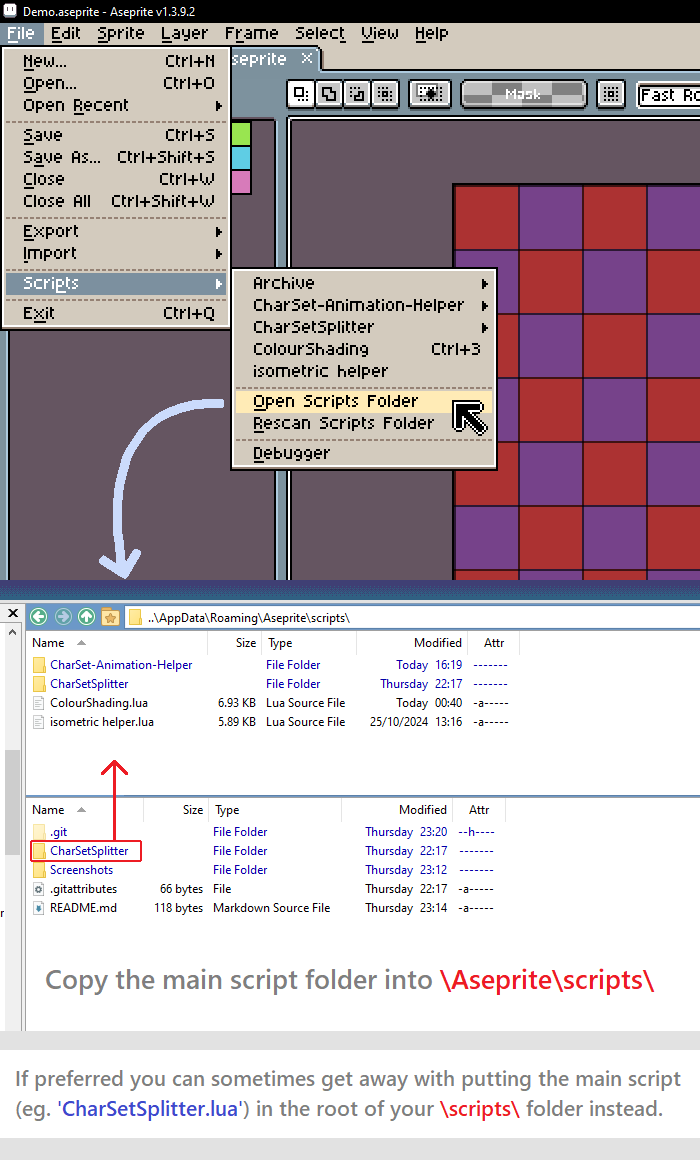 Demo.aseprite - Aseprite v1.3.9.2
File Edit Sprite Layer Frame Select View Help
seprite ×
New... Ctrl+N
Open... Ctrl+O
Open Recent
Save Ctrl+S
Save As... Ctrl+Shift+S
Close Ctrl+W
Close All Ctrl+Shift+W
Export
Import
Scripts
Exit Ctrl+Q
Mask
Fast Ro
Archive
CharSet-Animation-Helper
CharSetSplitter
ColourShading Ctrl+3
isometric helper
Open Scripts Folder
Rescan Scripts Folder
Debugger
..\AppData\Roaming\Aseprite\scripts\
Name Size Type Modified Attr
CharSet-Animation-Helper File Folder Today 16:19 -------
CharSetSplitter File Folder Thursday 22:17 -------
ColourShading.lua 6.93 KB Lua Source File Today 00:40 -a-----
isometric helper.lua 5.89 KB Lua Source File 25/10/2024 13:16 -a-----
Name Size Type Modified Attr
.git File Folder Thursday 23:20 --h----
CharSetSplitter File Folder Thursday 22:17 -------
Screenshots File Folder Thursday 23:12 -------
.gitattributes 66 bytes File Thursday 22:17 -a-----
README.md 118 bytes Markdown Source File Thursday 23:14 -a-----
Copy the main script folder into \Aseprite\scripts\
If preferred you can sometimes get away with putting the main script
(eg. 'CharSetSplitter.lua') in the root of your \scripts\ folder instead.